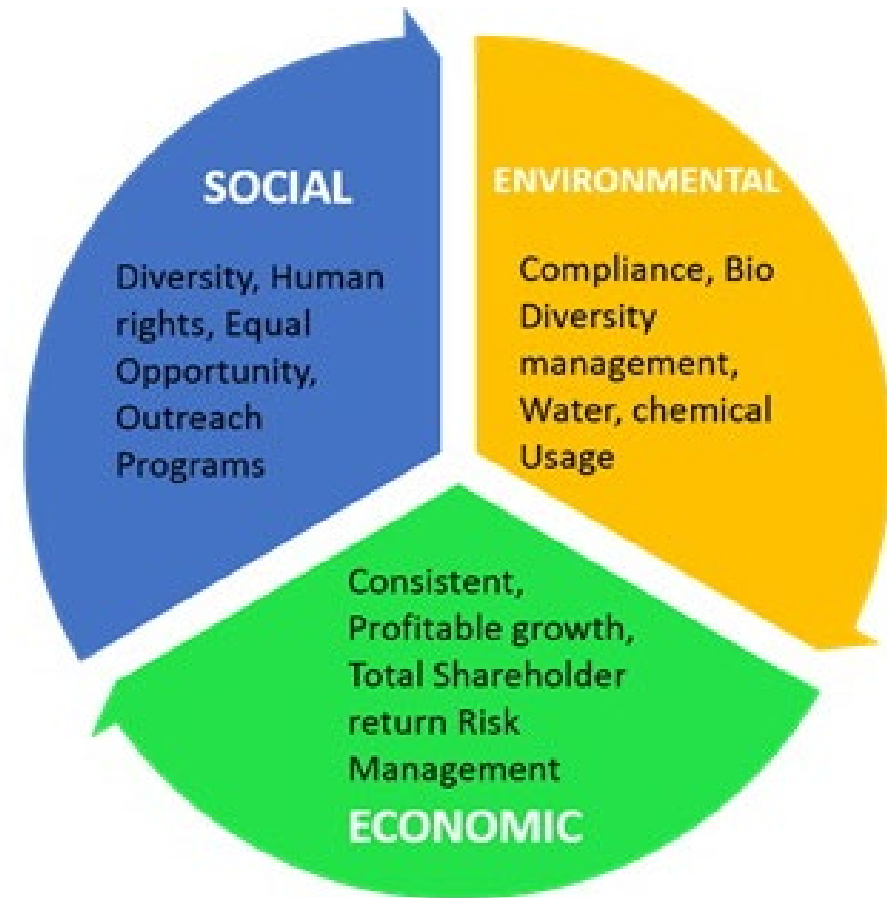 SOCIAL
Diversity, Human
rights, Equal
Opportunity,
Outreach
Programs
ENVIRONMENTAL
Compliance, Bio
Diversity
management,
Water, chemical
Usage
Consistent,
Profitable growth,
Total Shareholder
return Risk
Management
ECONOMIC